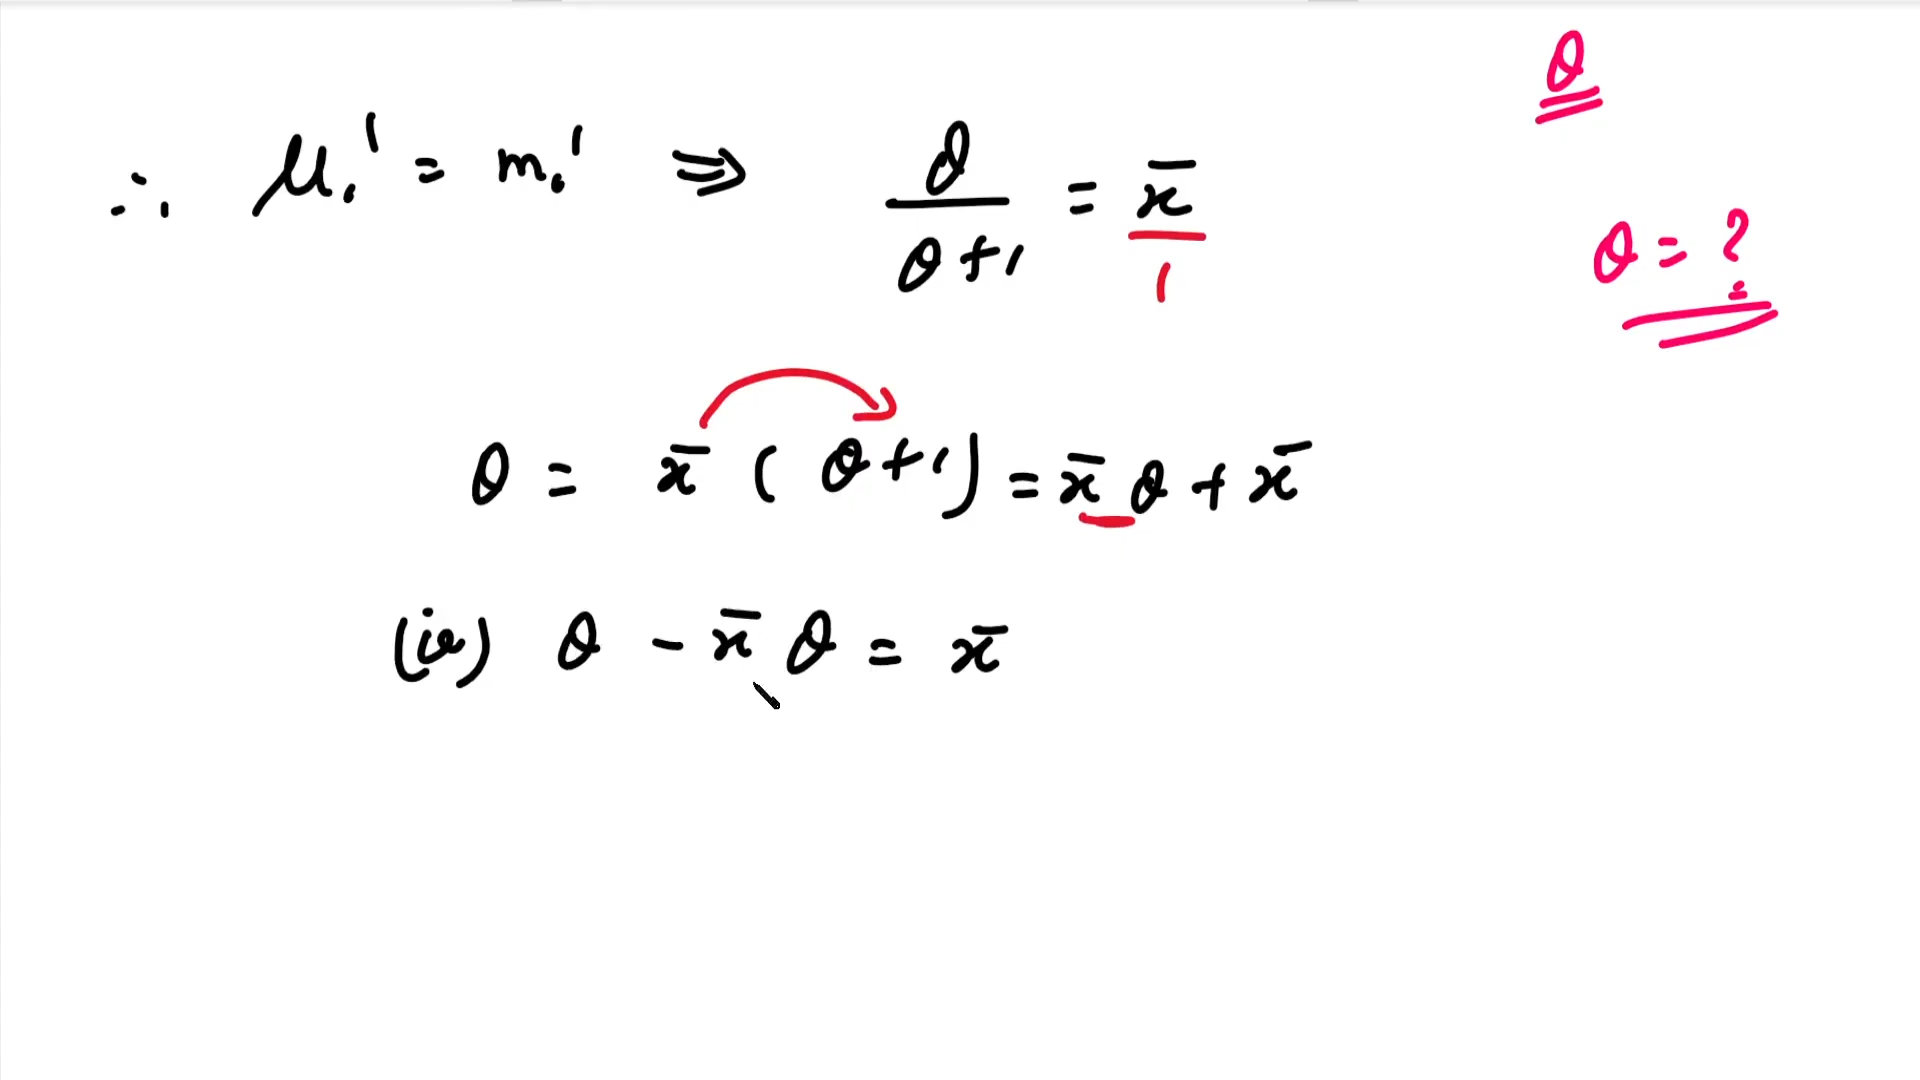 θ
∴ μ₁' = m₁' ⇒ θ/(θ+1) = x̄/1
θ = ?
θ = x̄ (θ+1) = x̄ θ + x̄
(ie) θ - x̄ θ = x̄